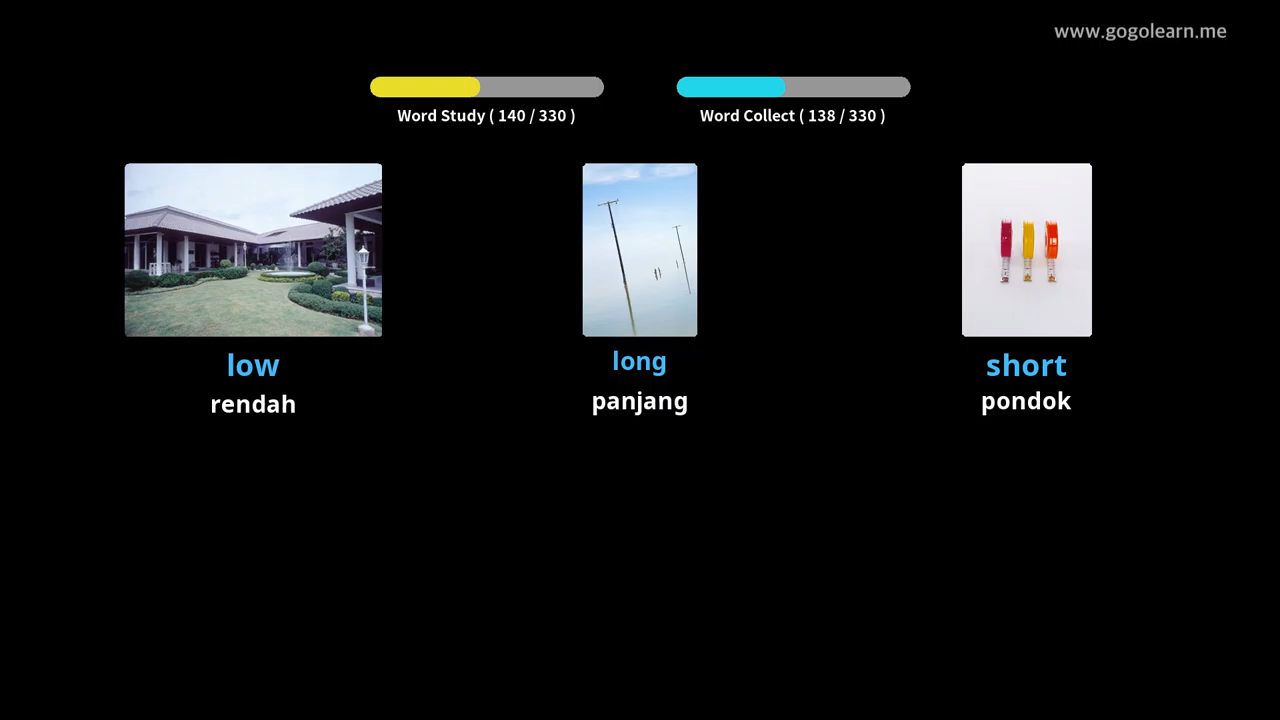 www.gogolearn.me
Word Study ( 140 / 330 )
Word Collect ( 138 / 330 )
low
rendah
long
panjang
short
pondok